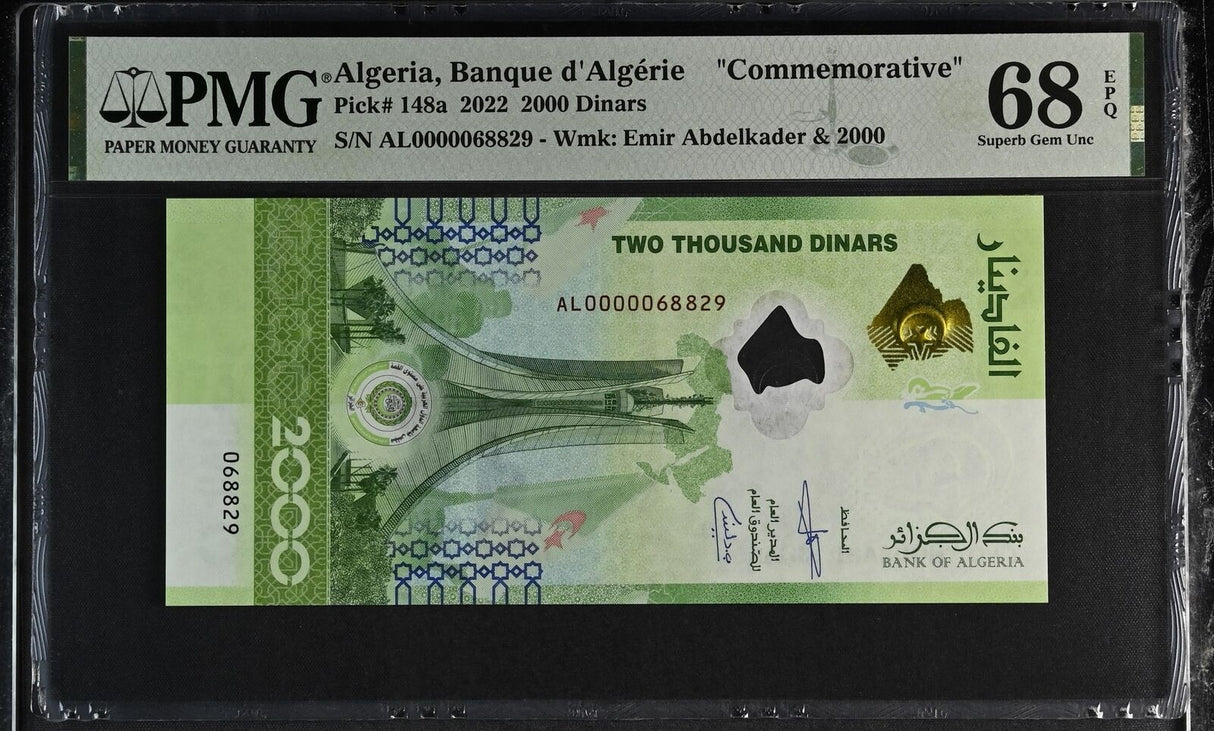 PMG®
PAPER MONEY GUARANTY
Algeria, Banque d'Algérie "Commemorative"
Pick# 148a 2022 2000 Dinars
S/N AL0000068829 - Wmk: Emir Abdelkader & 2000
68
EPQ
Superb Gem Unc
TWO THOUSAND DINARS
AL0000068829
ألفا دينار
المحافظ
المدير العام
للصندوق العام
بنك الجزائر
BANK OF ALGERIA
2000
068829